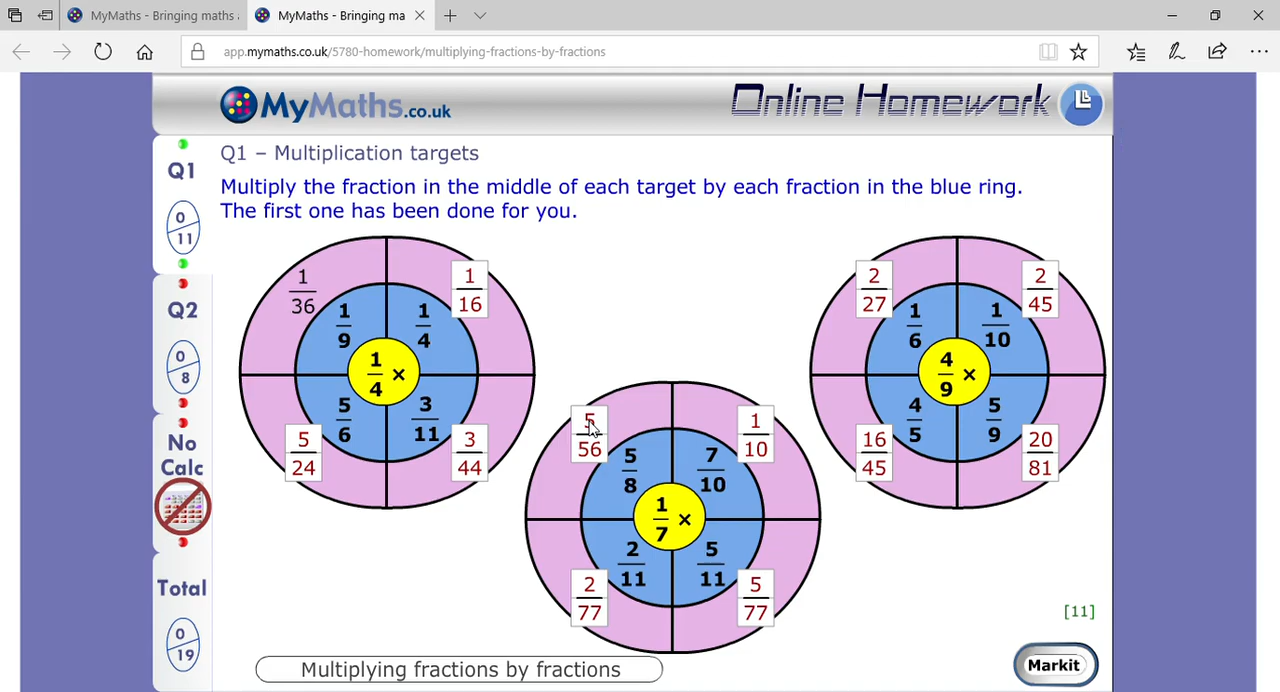 MyMaths - Bringing maths
MyMaths - Bringing ma
app.mymaths.co.uk/5780-homework/multiplying-fractions-by-fractions
MyMaths.co.uk
Online Homework
Q1
0/11
Q2
0/8
No
Calc
Total
0/19
Q1 – Multiplication targets
Multiply the fraction in the middle of each target by each fraction in the blue ring.
The first one has been done for you.
1/36 1/16
1/9 1/4
1/4 ×
5/6 3/11
5/24 3/44
5/56 1/10
5/8 7/10
1/7 ×
2/11 5/11
2/77 5/77
2/27 2/45
1/6 1/10
4/9 ×
4/5 5/9
16/45 20/81
[11]
Multiplying fractions by fractions
Markit